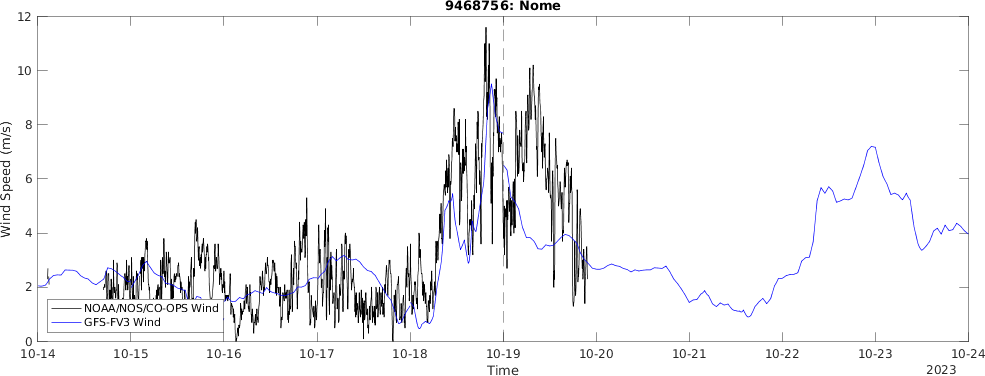 9468756: Nome
Wind Speed (m/s)
12
10
8
6
4
2
0
NOAA/NOS/CO-OPS Wind
GFS-FV3 Wind
10-14 10-15 10-16 10-17 10-18 10-19 10-20 10-21 10-22 10-23 10-24
Time
2023